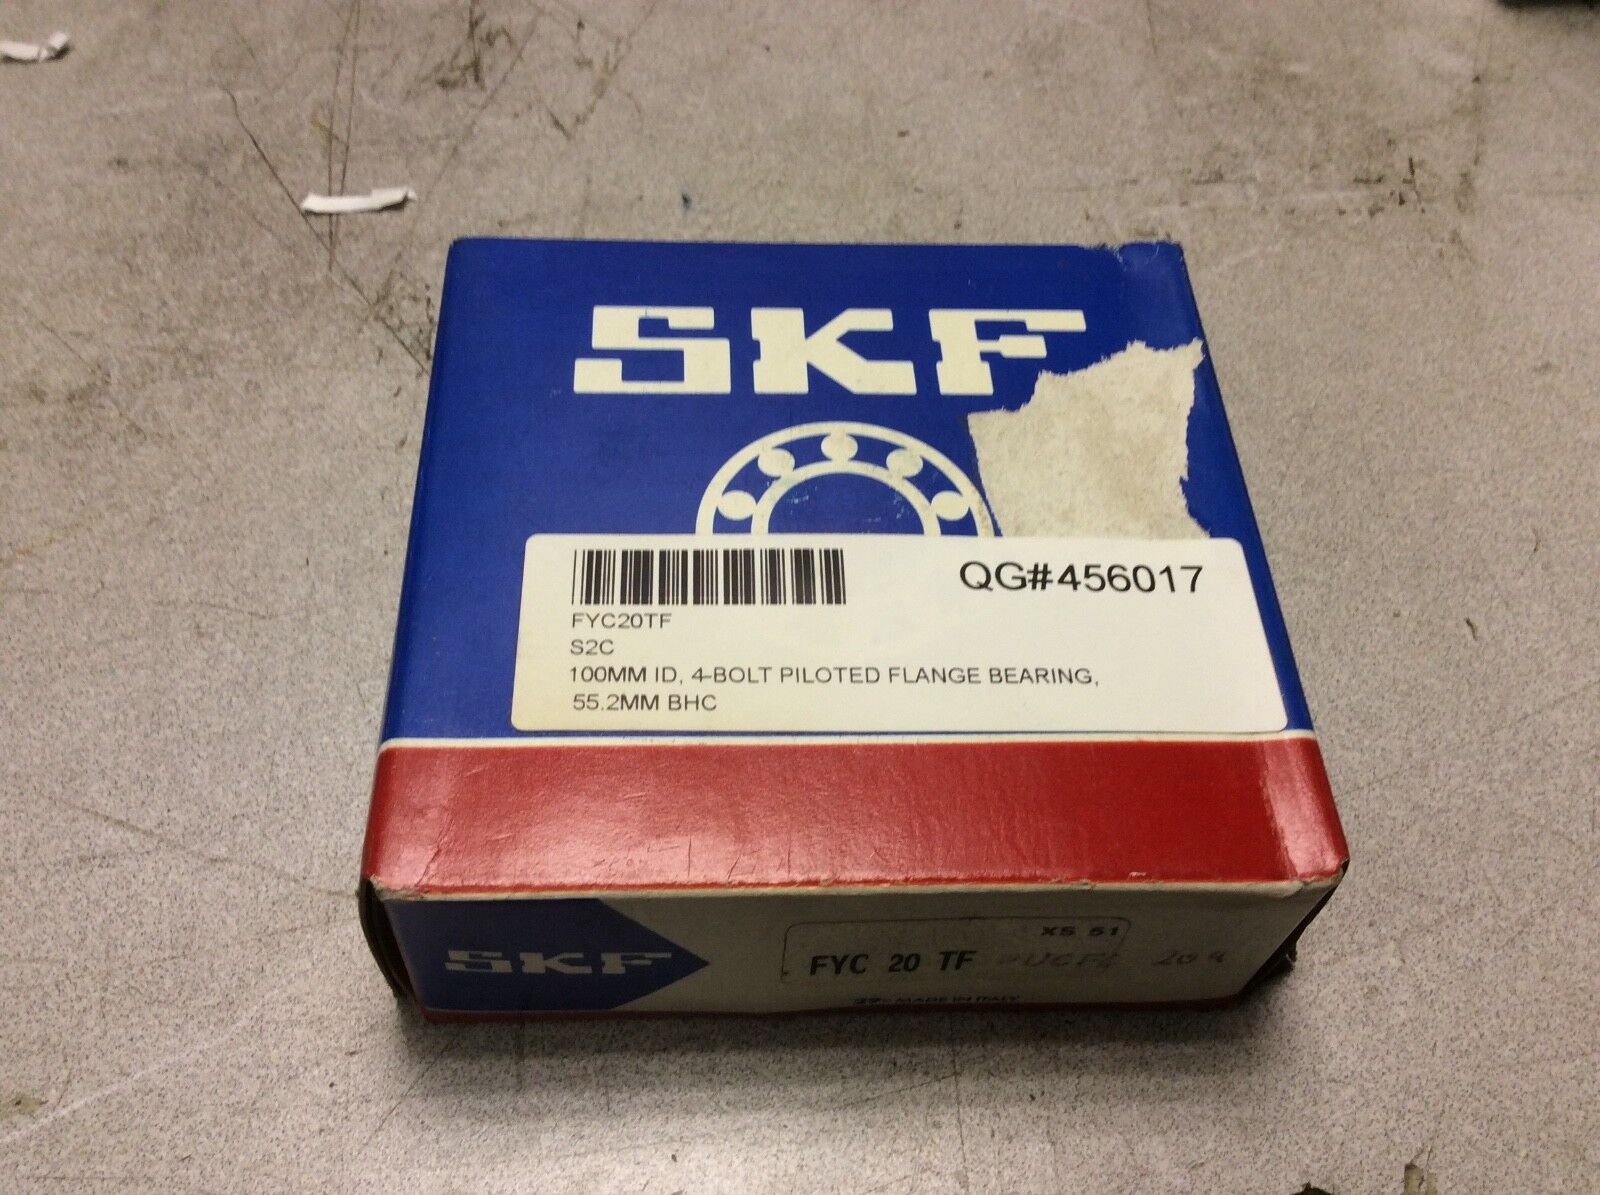 SKF
QG#456017
FYC20TF
S2C
100MM ID, 4-BOLT PILOTED FLANGE BEARING,
55.2MM BHC
SKF
XS 51
FYC 20 TF
MADE IN ITALY